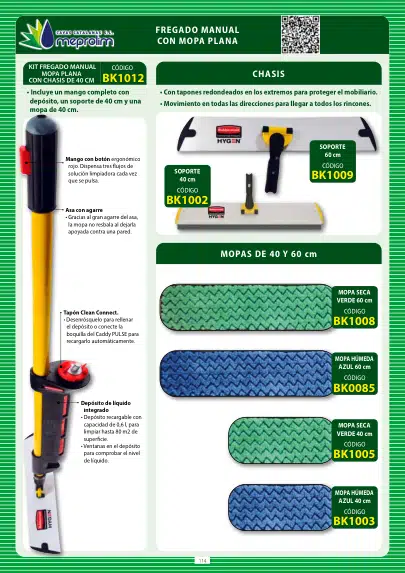 CAPAS CATALANAS S.L.
meprolim
FREGADO MANUAL
CON MOPA PLANA
KIT FREGADO MANUAL
MOPA PLANA
CON CHASIS DE 40 CM
CÓDIGO
BK1012
• Incluye un mango completo con
depósito, un soporte de 40 cm y una
mopa de 40 cm.
Mango con botón ergonómico
rojo. Dispensa tres flujos de
solución limpiadora cada vez
que se pulsa.
Asa con agarre
• Gracias al gran agarre del asa,
la mopa no resbala al dejarla
apoyada contra una pared.
Tapón Clean Connect.
• Desenrósquelo para rellenar
el depósito o conecte la
boquilla del Caddy PULSE para
recargarlo automáticamente.
Depósito de líquido
integrado
• Depósito recargable con
capacidad de 0,6 l, para
limpiar hasta 80 m2 de
superficie.
• Ventanas en el depósito
para comprobar el nivel
de líquido.
CHASIS
• Con tapones redondeados en los extremos para proteger el mobiliario.
• Movimiento en todas las direcciones para llegar a todos los rincones.
Rubbermaid
HYGEN
SOPORTE
60 cm
CÓDIGO
BK1009
SOPORTE
40 cm
CÓDIGO
BK1002
HYGEN
MOPAS DE 40 Y 60 cm
MOPA SECA
VERDE 60 cm
CÓDIGO
BK1008
MOPA HÚMEDA
AZUL 60 cm
CÓDIGO
BK0085
MOPA SECA
VERDE 40 cm
CÓDIGO
BK1005
MOPA HÚMEDA
AZUL 40 cm
CÓDIGO
BK1003
HYGEN
114